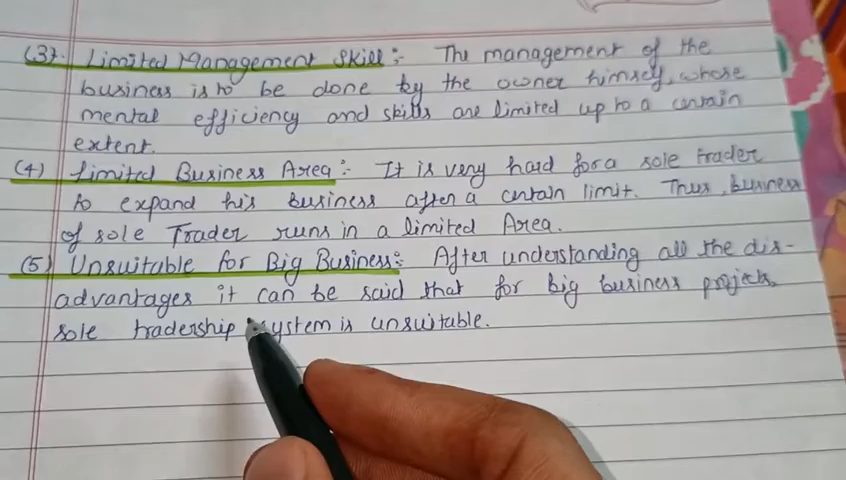 (3). Limited Management Skill :- The management of the
business is to be done by the owner himself, whose
mental efficiency and skills are limited up to a certain
extent.
(4) Limited Business Area :- It is very hard for a sole trader
to expand his business after a certain limit. Thus, business
of sole Trader runs in a limited Area.
(5) Unsuitable for Big Business :- After understanding all the dis-
advantages it can be said that for big business projects,
sole tradership system is unsuitable.